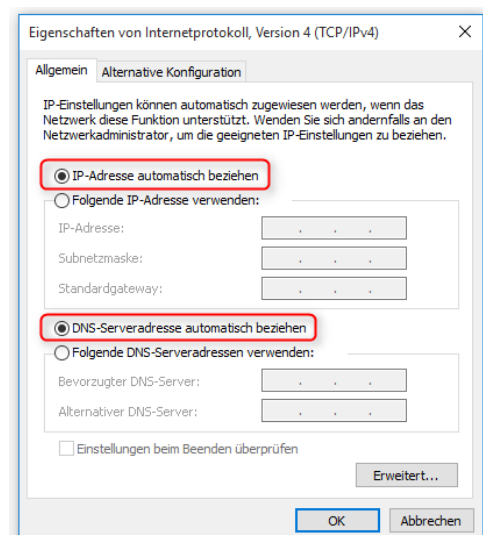 Eigenschaften von Internetprotokoll, Version 4 (TCP/IPv4)
Allgemein Alternative Konfiguration
IP-Einstellungen können automatisch zugewiesen werden, wenn das
Netzwerk diese Funktion unterstützt. Wenden Sie sich andernfalls an den
Netzwerkadministrator, um die geeigneten IP-Einstellungen zu beziehen.
IP-Adresse automatisch beziehen
Folgende IP-Adresse verwenden:
IP-Adresse:
Subnetzmaske:
Standardgateway:
DNS-Serveradresse automatisch beziehen
Folgende DNS-Serveradressen verwenden:
Bevorzugter DNS-Server:
Alternativer DNS-Server:
Einstellungen beim Beenden überprüfen
Erweitert...
OK Abbrechen